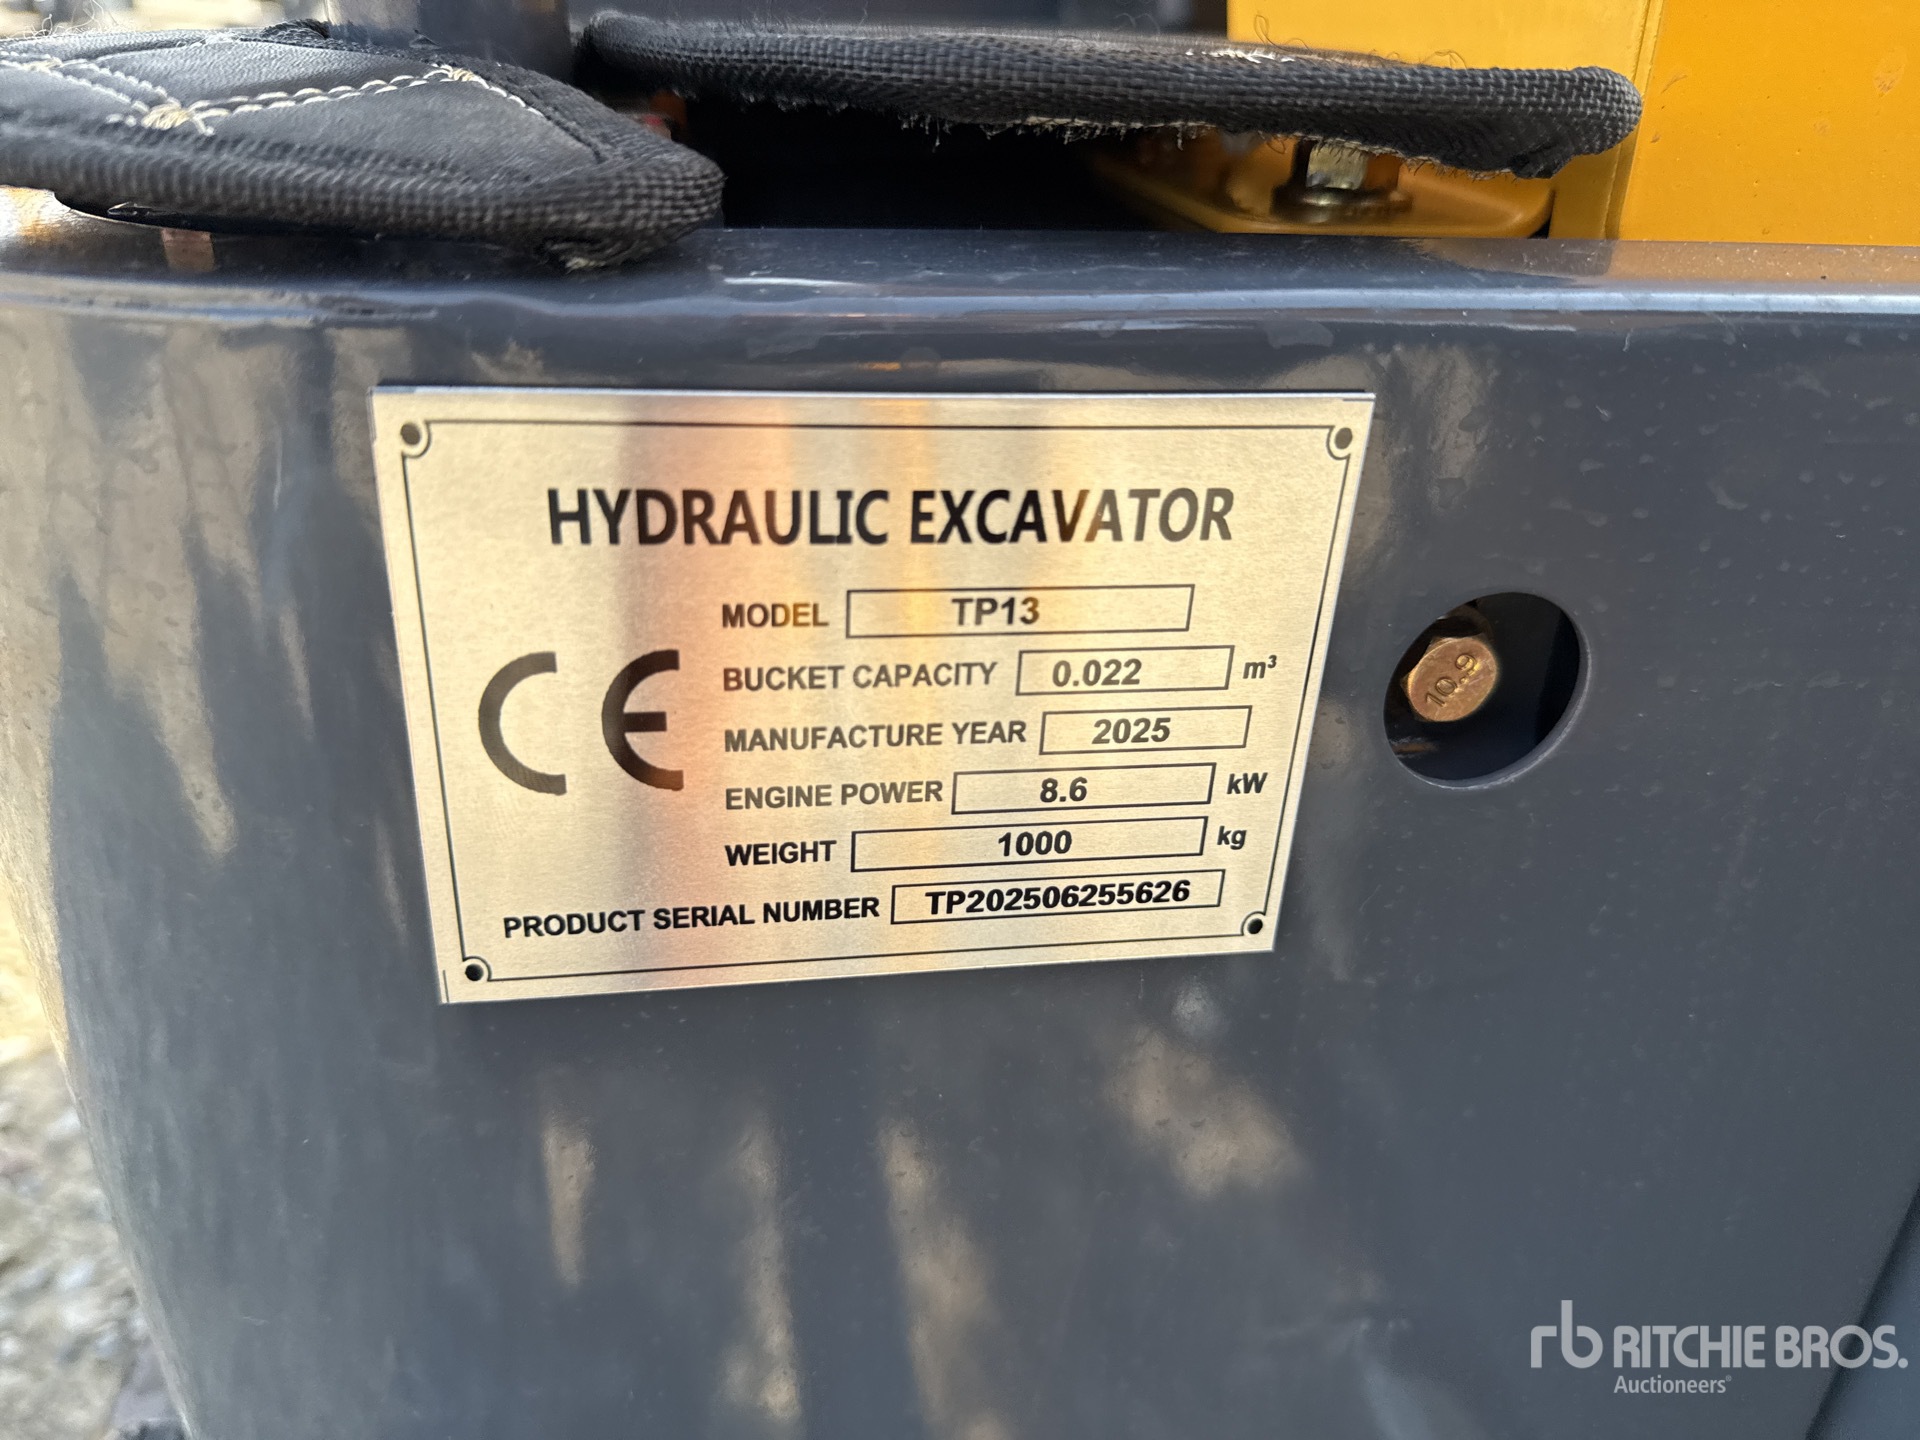 HYDRAULIC EXCAVATOR
MODEL TP13
BUCKET CAPACITY 0.022 m³
MANUFACTURE YEAR 2025
ENGINE POWER 8.6 kW
WEIGHT 1000 kg
PRODUCT SERIAL NUMBER TP202506255626
CE
10.9
rb RITCHIE BROS.
Auctioneers®